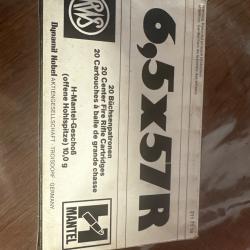 RWS
6,5x57R
20 Büchsenpatronen
20 Center Fire Rifle Cartridges
20 Cartouches à balle de grande chasse
H-Mantel-Geschoß
(offene Hohlspitze) 10,0 g
Dynamit Nobel
AKTIENGESELLSCHAFT · TROISDORF · GERMANY
H
MANTEL